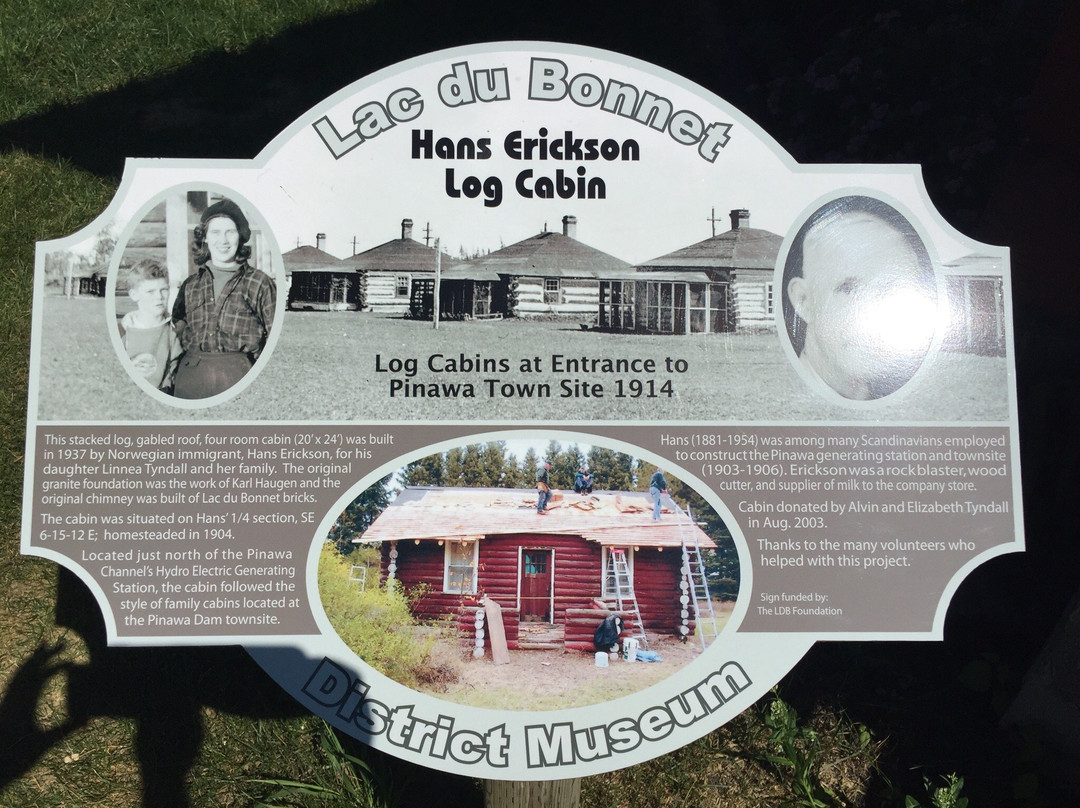 Lac du Bonnet
Hans Erickson
Log Cabin
Log Cabins at Entrance to
Pinawa Town Site 1914
This stacked log, gabled roof, four room cabin (20' x 24') was built
in 1937 by Norwegian immigrant, Hans Erickson, for his
daughter Linnea Tyndall and her family. The original
granite foundation was the work of Karl Haugen and the
original chimney was built of Lac du Bonnet bricks.
The cabin was situated on Hans' 1/4 section, SE
6-15-12 E; homesteaded in 1904.
Located just north of the Pinawa
Channel's Hydro Electric Generating
Station, the cabin followed the
style of family cabins located at
the Pinawa Dam townsite.
Hans (1881-1954) was among many Scandinavians employed
to construct the Pinawa generating station and townsite
(1903-1906). Erickson was a rock blaster, wood
cutter, and supplier of milk to the company store.
Cabin donated by Alvin and Elizabeth Tyndall
in Aug. 2003.
Thanks to the many volunteers who
helped with this project.
Sign funded by:
The LDB Foundation
District Museum